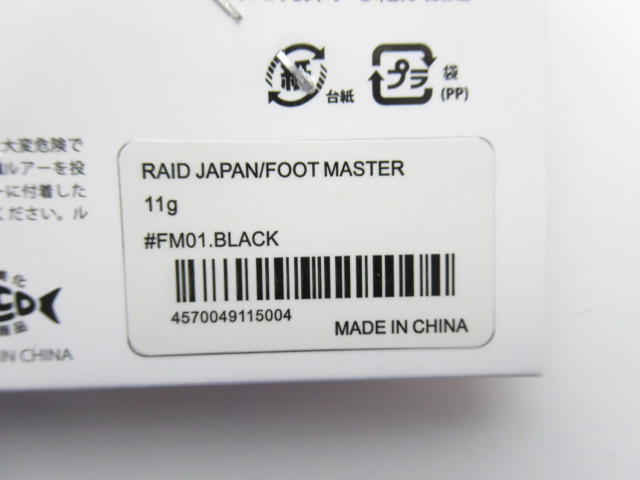 紙
台紙
プラ
袋
(PP)
大変危険で
ルアーを投
ーに付着した
ください。ル
RAID JAPAN/FOOT MASTER
11g
#FM01.BLACK
4570049115004
MADE IN CHINA
IN CHINA